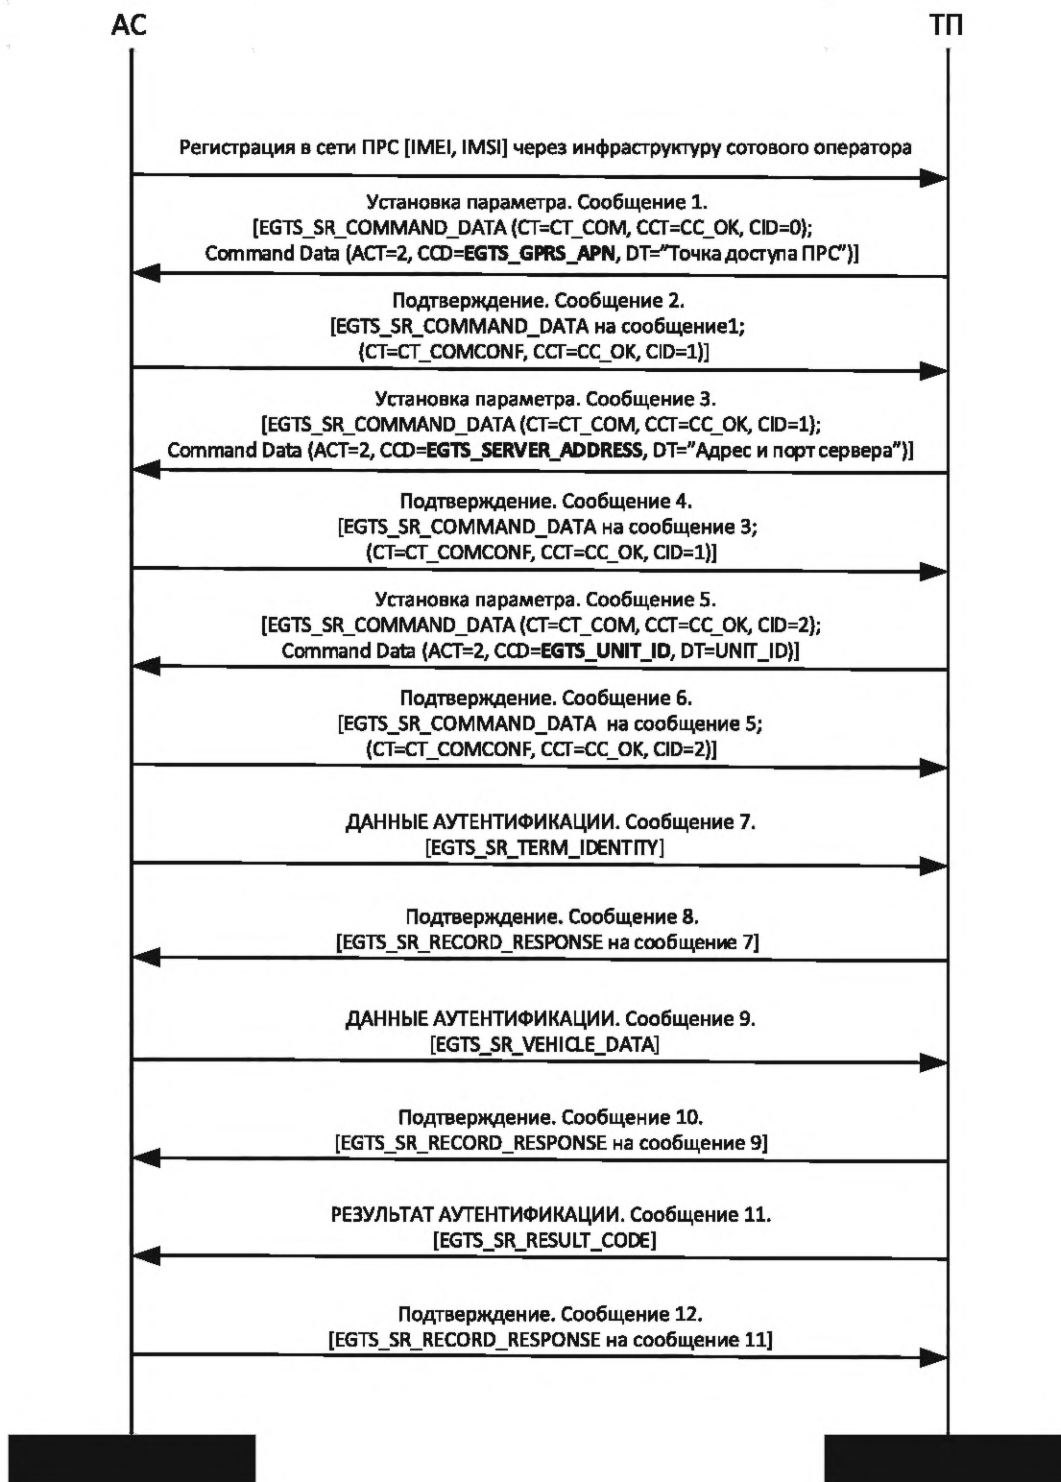 АС
ТП
Регистрация в сети ПРС [IMEI, IMSI] через инфраструктуру сотового оператора
Установка параметра. Сообщение 1.
[EGTS_SR_COMMAND_DATA (CT=CT_COM, CCT=CC_OK, CID=0);
Command Data (ACT=2, CCD=EGTS_GPRS_APN, DT="Точка доступа ПРС")]
Подтверждение. Сообщение 2.
[EGTS_SR_COMMAND_DATA на сообщение1;
(CT=CT_COMCONF, CCT=CC_OK, CID=1)]
Установка параметра. Сообщение 3.
[EGTS_SR_COMMAND_DATA (CT=CT_COM, CCT=CC_OK, CID=1);
Command Data (ACT=2, CCD=EGTS_SERVER_ADDRESS, DT="Адрес и порт сервера")]
Подтверждение. Сообщение 4.
[EGTS_SR_COMMAND_DATA на сообщение 3;
(CT=CT_COMCONF, CCT=CC_OK, CID=1)]
Установка параметра. Сообщение 5.
[EGTS_SR_COMMAND_DATA (CT=CT_COM, CCT=CC_OK, CID=2);
Command Data (ACT=2, CCD=EGTS_UNIT_ID, DT=UNIT_ID)]
Подтверждение. Сообщение 6.
[EGTS_SR_COMMAND_DATA на сообщение 5;
(CT=CT_COMCONF, CCT=CC_OK, CID=2)]
ДАННЫЕ АУТЕНТИФИКАЦИИ. Сообщение 7.
[EGTS_SR_TERM_IDENTITY]
Подтверждение. Сообщение 8.
[EGTS_SR_RECORD_RESPONSE на сообщение 7]
ДАННЫЕ АУТЕНТИФИКАЦИИ. Сообщение 9.
[EGTS_SR_VEHICLE_DATA]
Подтверждение. Сообщение 10.
[EGTS_SR_RECORD_RESPONSE на сообщение 9]
РЕЗУЛЬТАТ АУТЕНТИФИКАЦИИ. Сообщение 11.
[EGTS_SR_RESULT_CODE]
Подтверждение. Сообщение 12.
[EGTS_SR_RECORD_RESPONSE на сообщение 11]